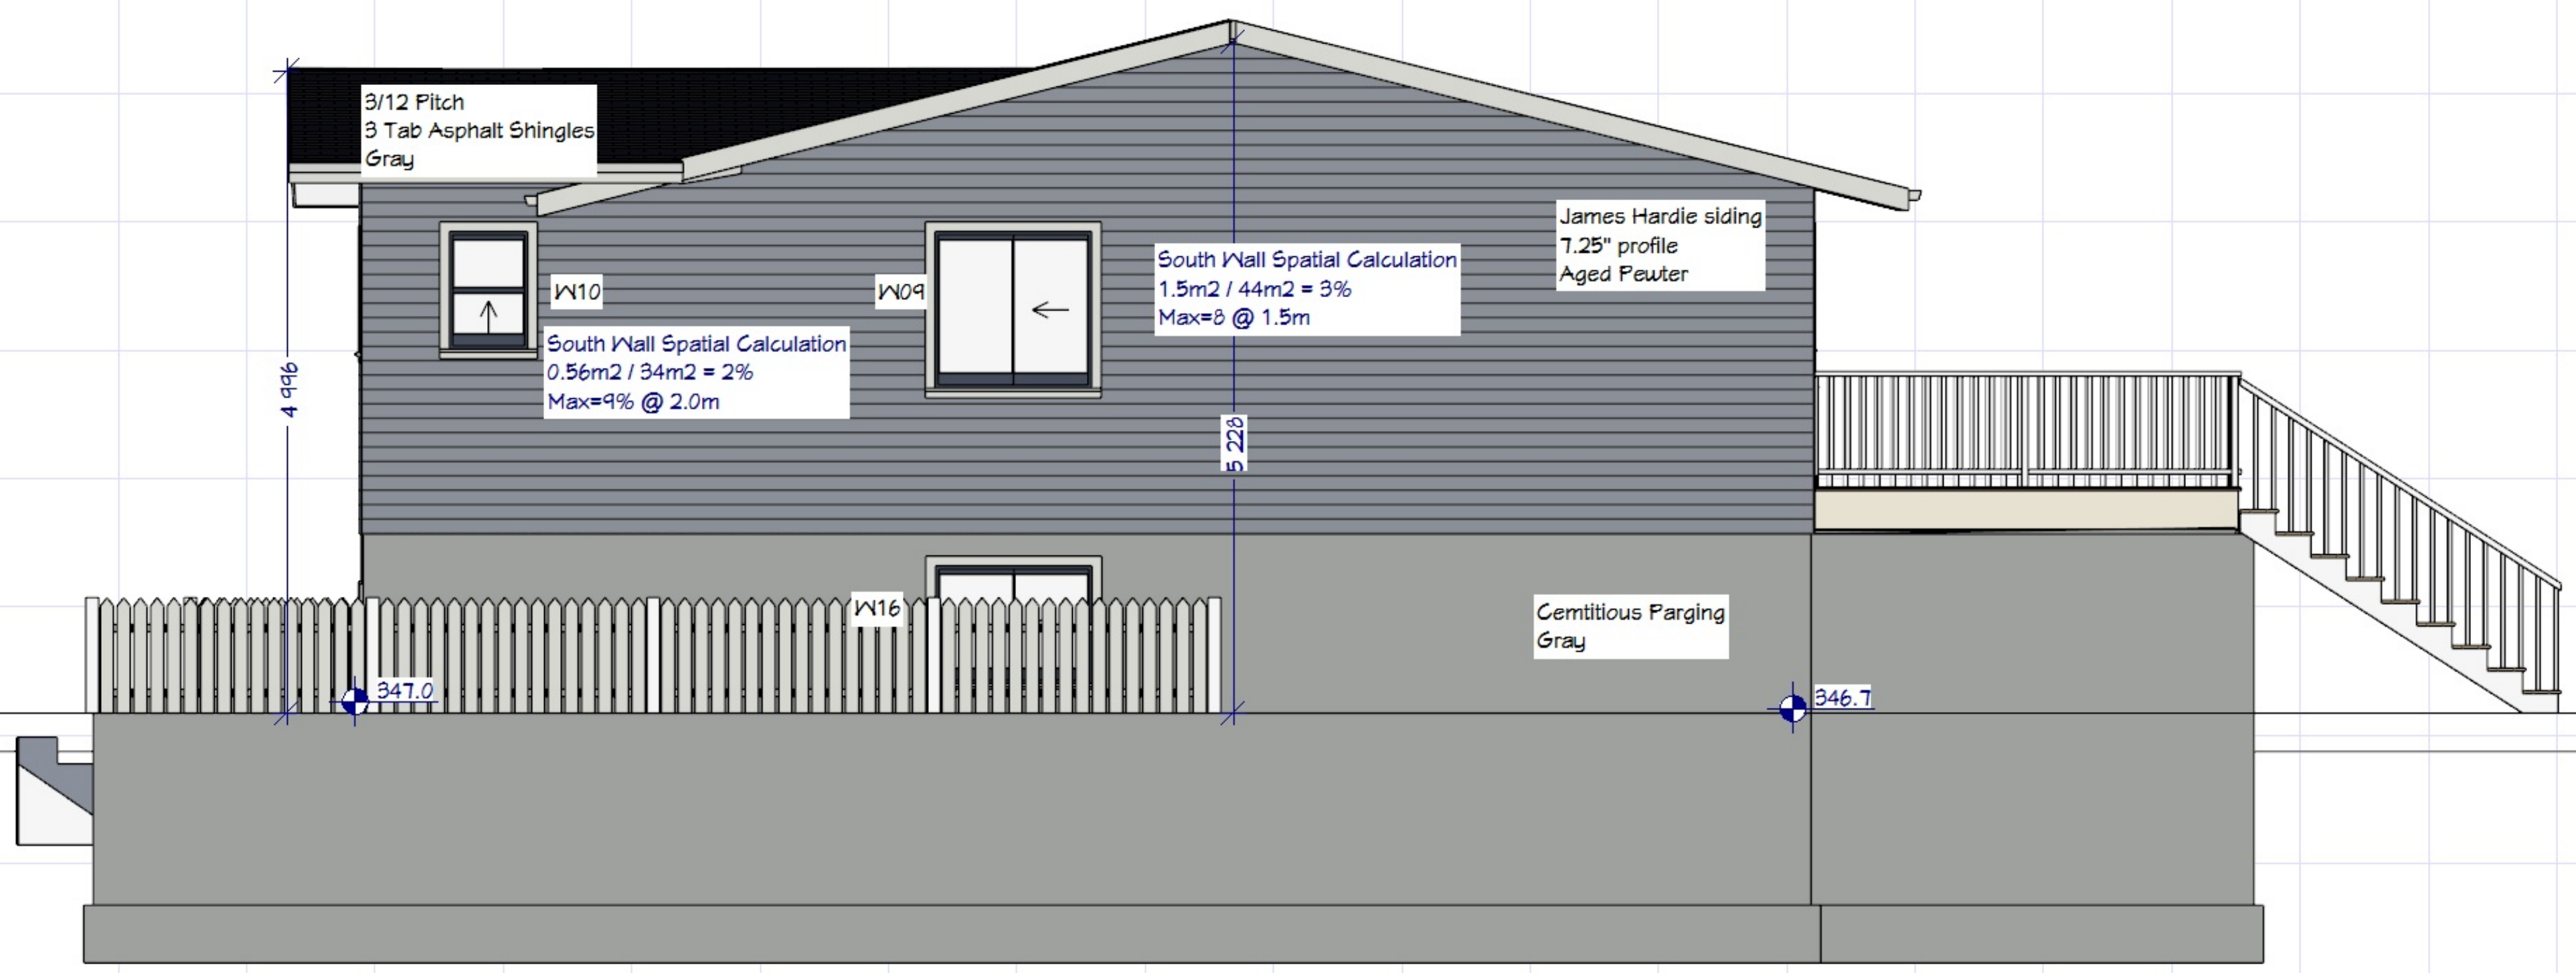 3/12 Pitch
3 Tab Asphalt Shingles
Gray
James Hardie siding
7.25" profile
Aged Pewter
W10
W09
South Wall Spatial Calculation
1.5m2 / 44m2 = 3%
Max=8 @ 1.5m
South Wall Spatial Calculation
0.56m2 / 34m2 = 2%
Max=9% @ 2.0m
4 996
5 228
W16
Cemtitious Parging
Gray
347.0
346.7